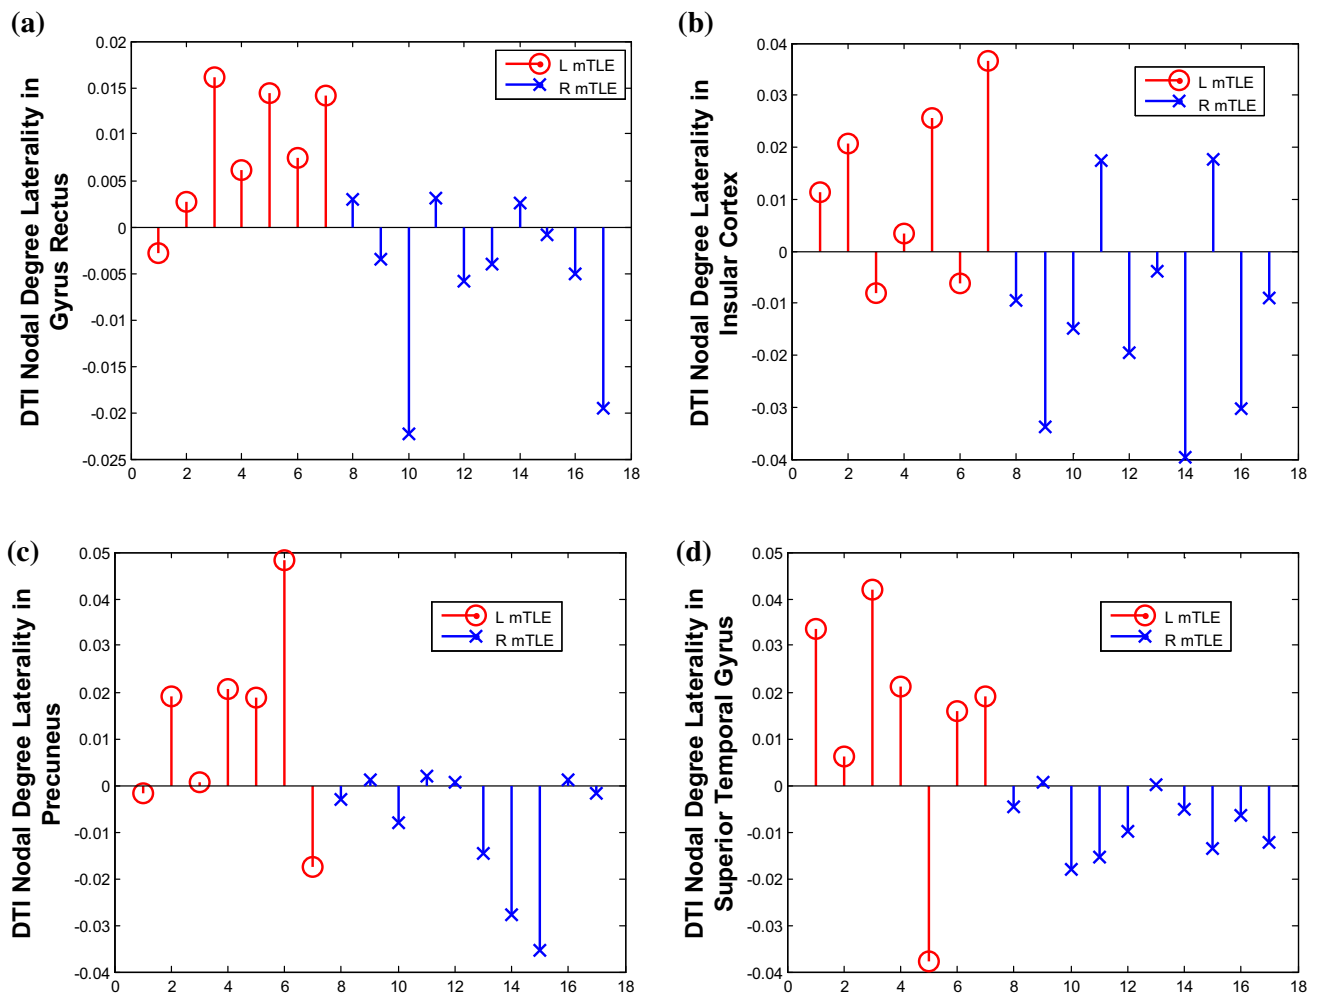 (a)
DTI Nodal Degree Laterality in
Gyrus Rectus
0.02
0.015
0.01
0.005
0
-0.005
-0.01
-0.015
-0.02
-0.025
0 2 4 6 8 10 12 14 16 18
L mTLE
R mTLE
(b)
DTI Nodal Degree Laterality in
Insular Cortex
0.04
0.03
0.02
0.01
0
-0.01
-0.02
-0.03
-0.04
0 2 4 6 8 10 12 14 16 18
L mTLE
R mTLE
(c)
DTI Nodal Degree Laterality in
Precuneus
0.05
0.04
0.03
0.02
0.01
0
-0.01
-0.02
-0.03
-0.04
0 2 4 6 8 10 12 14 16 18
L mTLE
R mTLE
(d)
DTI Nodal Degree Laterality in
Superior Temporal Gyrus
0.05
0.04
0.03
0.02
0.01
0
-0.01
-0.02
-0.03
-0.04
0 2 4 6 8 10 12 14 16 18
L mTLE
R mTLE